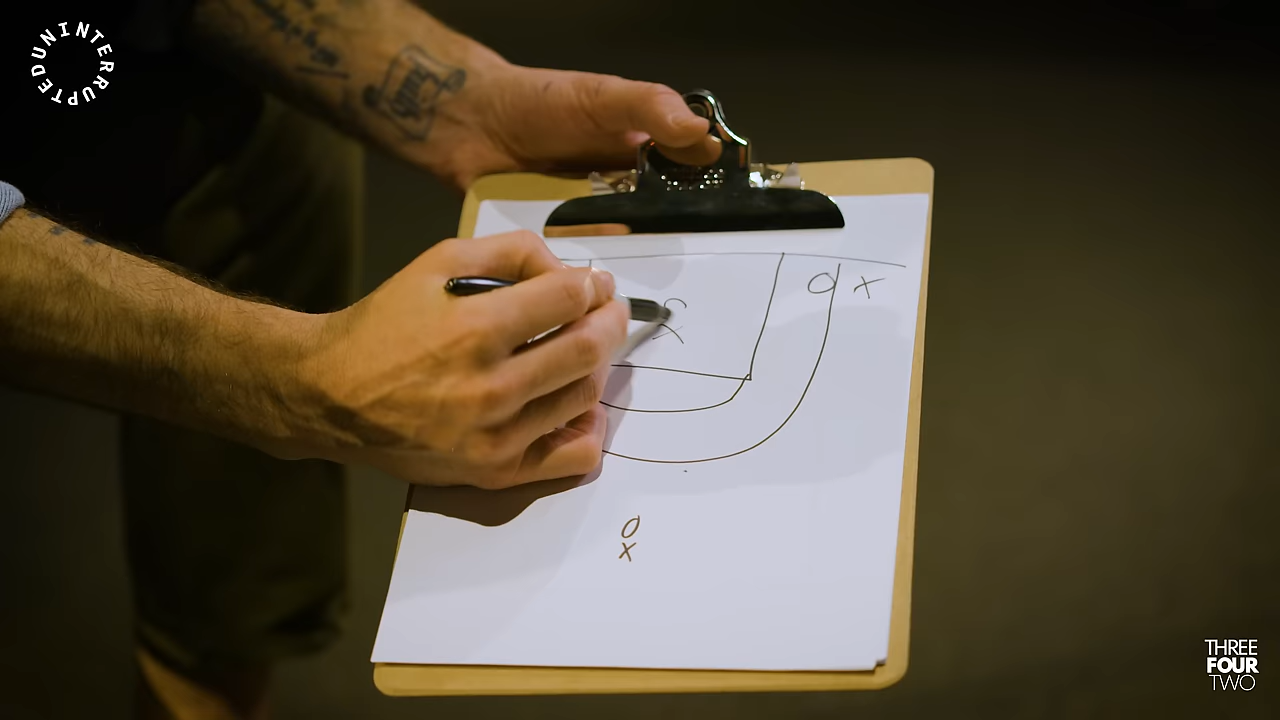 UNINTERRUPTED
O X
X
O
X
THREE
FOUR
TWO